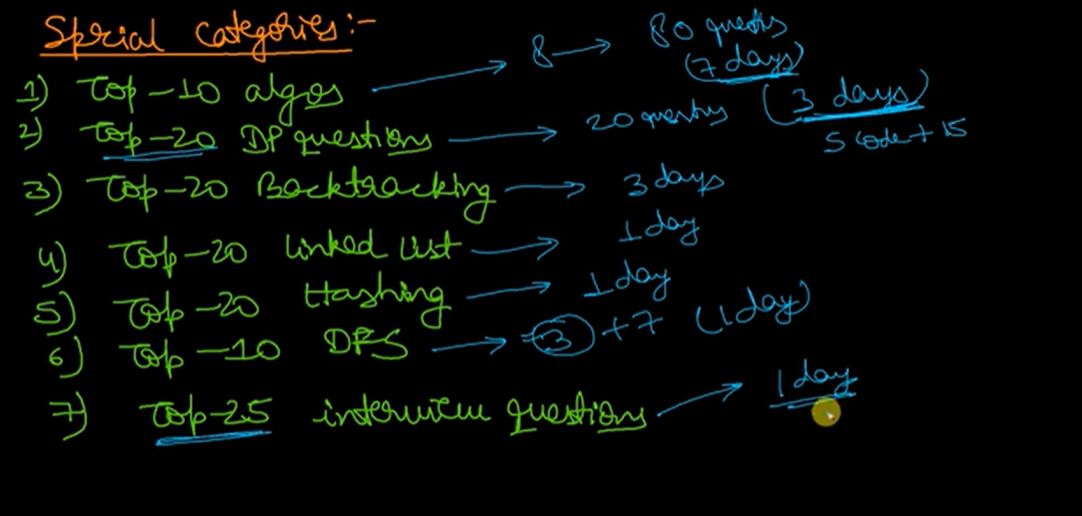 Special Categories:-
1) Top-10 algos → 8 → 80 questns (7 days)
2) Top-20 DP questions → 20 questns (3 days)
5 code + 15
3) Top-20 Backtracking → 3 days
4) Top-20 Linked List → 1 day
5) Top-20 Hashing → 1 day
6) Top-10 DFS → 3 + 7 (1 day)
7) Top-25 interview questions → 1 day